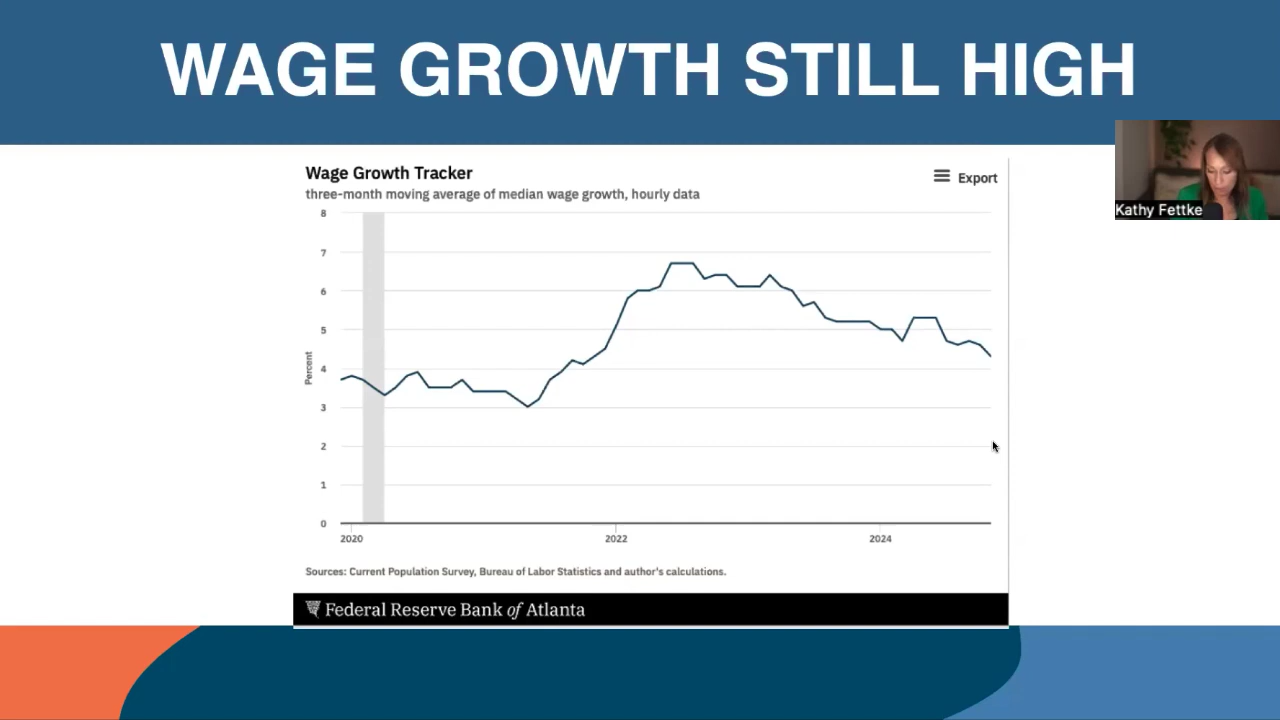 WAGE GROWTH STILL HIGH
Wage Growth Tracker
three-month moving average of median wage growth, hourly data
Export
Kathy Fettke
8
7
6
5
4
3
2
1
0
Percent
2020
2022
2024
Sources: Current Population Survey, Bureau of Labor Statistics and author's calculations.
Federal Reserve Bank of Atlanta